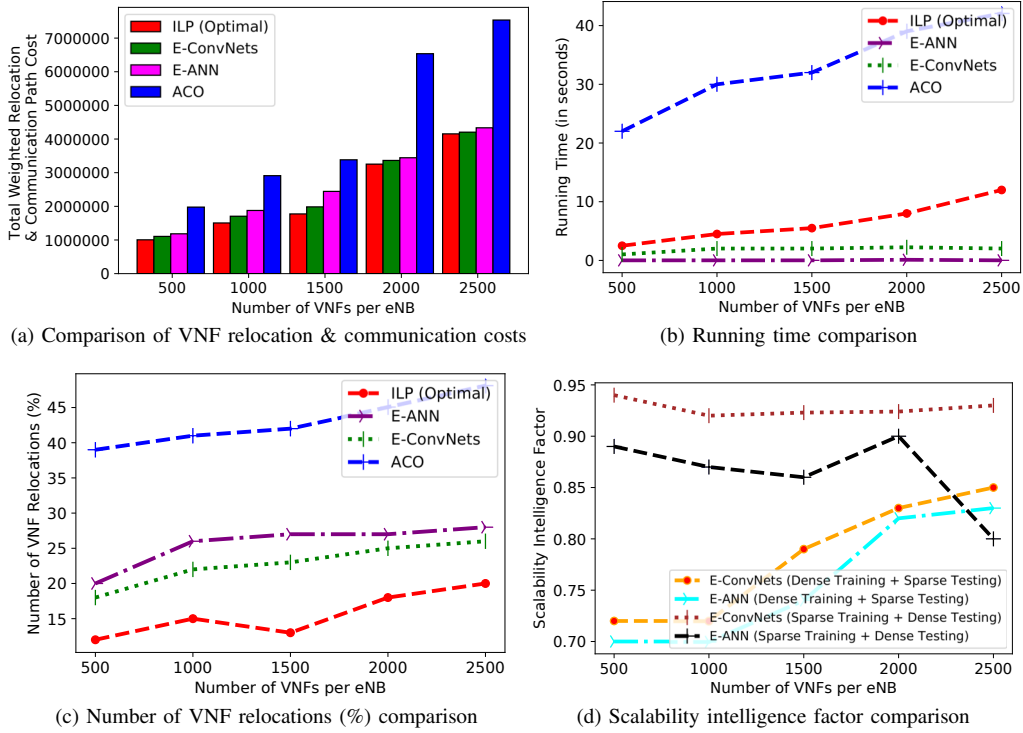 ILP (Optimal)
E-ConvNets
E-ANN
ACO
Total Weighted Relocation
& Communication Path Cost
7000000
6000000
5000000
4000000
3000000
2000000
1000000
0
500 1000 1500 2000 2500
Number of VNFs per eNB
(a) Comparison of VNF relocation & communication costs
ILP (Optimal)
E-ANN
E-ConvNets
ACO
Running Time (in seconds)
40
30
20
10
0
500 1000 1500 2000 2500
Number of VNFs per eNB
(b) Running time comparison
ILP (Optimal)
E-ANN
E-ConvNets
ACO
Number of VNF Relocations (%)
45
40
35
30
25
20
15
500 1000 1500 2000 2500
Number of VNFs per eNB
(c) Number of VNF relocations (%) comparison
Scalability Intelligence Factor
0.95
0.90
0.85
0.80
0.75
0.70
E-ConvNets (Dense Training + Sparse Testing)
E-ANN (Dense Training + Sparse Testing)
E-ConvNets (Sparse Training + Dense Testing)
E-ANN (Sparse Training + Dense Testing)
500 1000 1500 2000 2500
Number of VNFs per eNB
(d) Scalability intelligence factor comparison